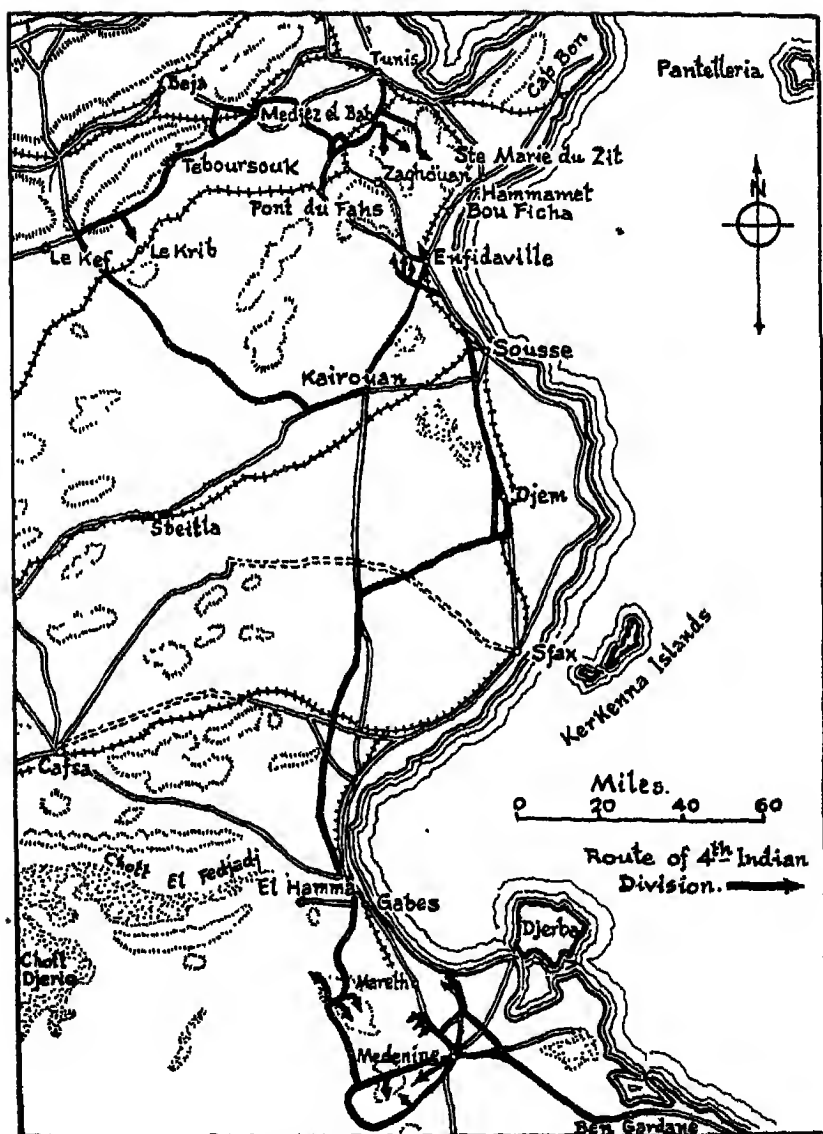 Tunis
Cap Bon
Pantelleria
Beja
Medjez el Bab
Ste Marie du Zit
Teboursouk
Zaghouan
Hammamet
Pont du Fahs
Bou Ficha
N
Le Kef
Le Krib
Enfidaville
Sousse
Kairouan
Djem
Sbeitla
Sfax
Kerkenna Islands
Gafsa
Miles.
0 20 40 60
Route of 4th Indian
Division.
Chott El Fedjadj
El Hamma
Gabes
Djerba
Chott
Djerid
Mareth
Medenine
Ben Gardane